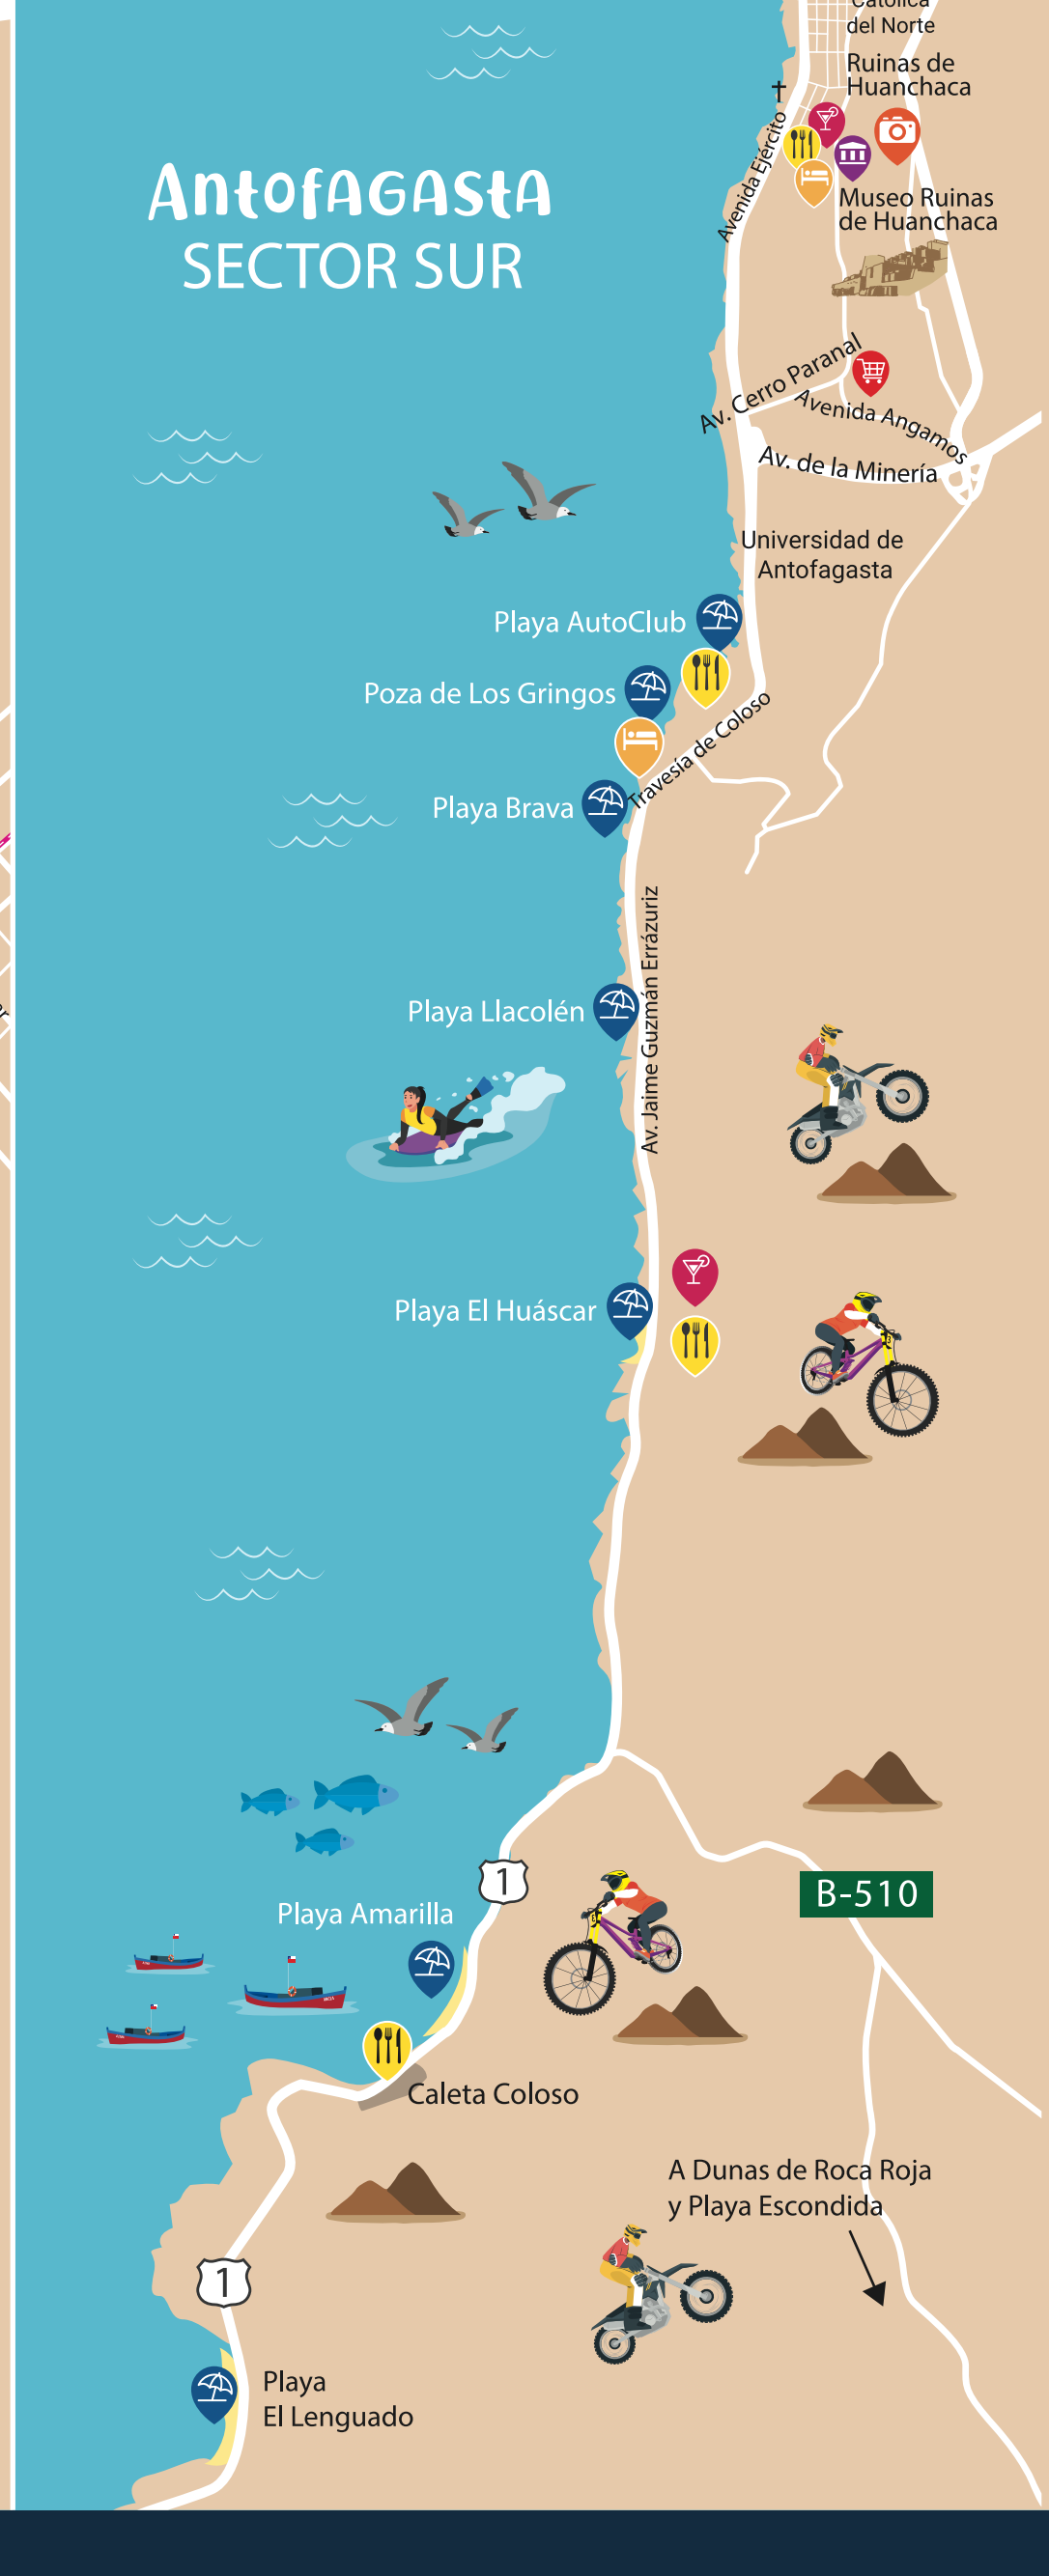 Católica
del Norte
Ruinas de
Huanchaca
Avenida Ejército
Museo Ruinas
de Huanchaca
Antofagasta
SECTOR SUR
Av. Cerro Paranal
Avenida Angamos
Av. de la Minería
Universidad de
Antofagasta
Playa AutoClub
Poza de Los Gringos
Travesía de Coloso
Playa Brava
Av. Jaime Guzmán Errázuriz
Playa Llacolén
Playa El Huáscar
1
B-510
Playa Amarilla
Caleta Coloso
A Dunas de Roca Roja
y Playa Escondida
1
Playa
El Lenguado